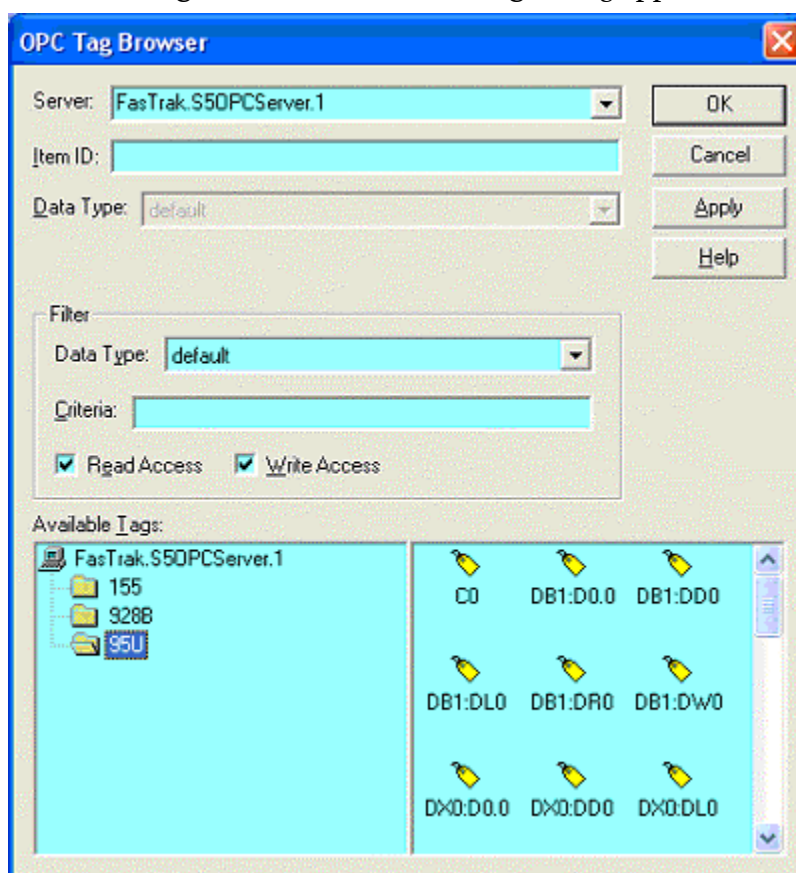 OPC Tag Browser
Server: FasTrak.S5OPCServer.1
OK
Item ID:
Cancel
Data Type: default
Apply
Help
Filter
Data Type: default
Criteria:
Read Access Write Access
Available Tags:
FasTrak.S5OPCServer.1
155
928B
95U
C0 DB1:D0.0 DB1:DD0
DB1:DL0 DB1:DR0 DB1:DW0
DX0:D0.0 DX0:DD0 DX0:DL0